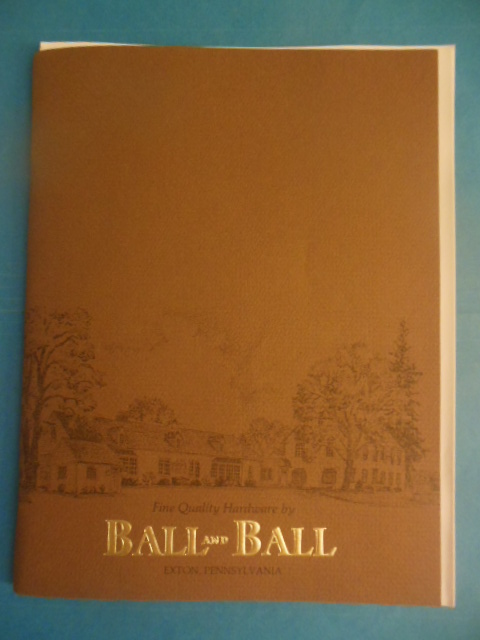 Fine Quality Hardware by
BALL AND BALL
EXTON, PENNSYLVANIA